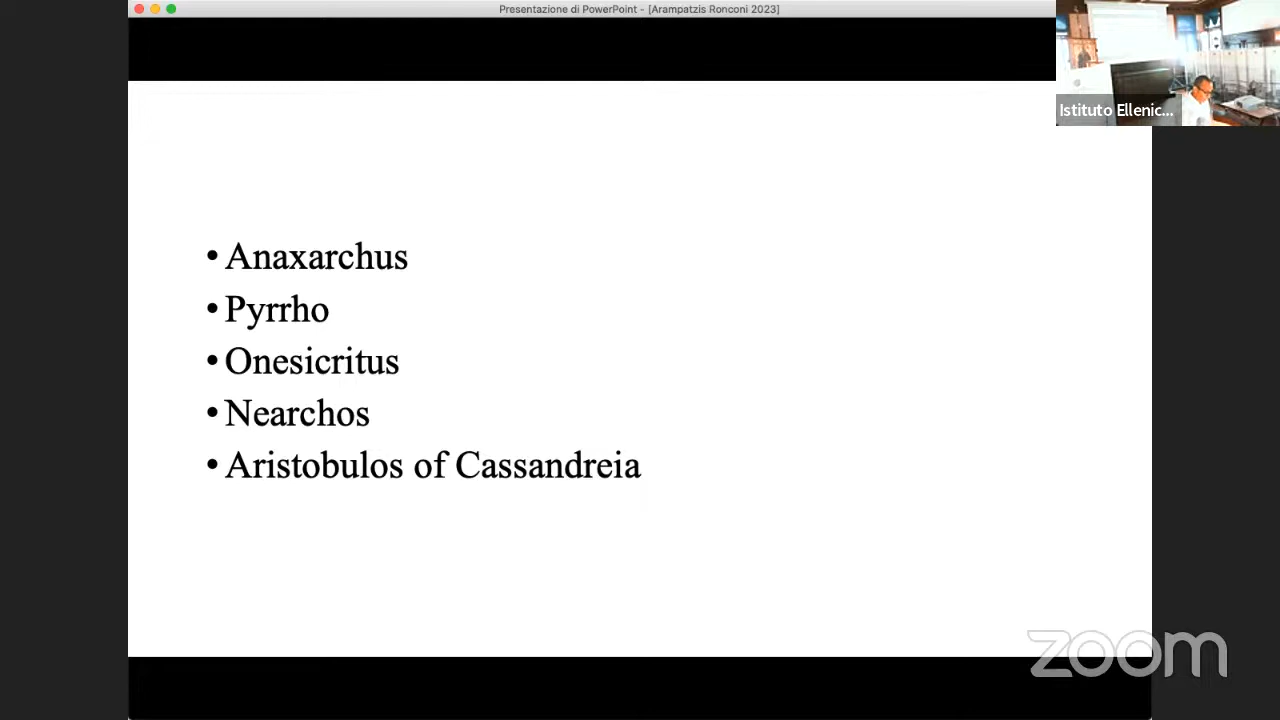 Presentazione di PowerPoint - [Arampatzis Ronconi 2023]
Istituto Ellenic...
• Anaxarchus
• Pyrrho
• Onesicritus
• Nearchos
• Aristobulos of Cassandreia
zoom